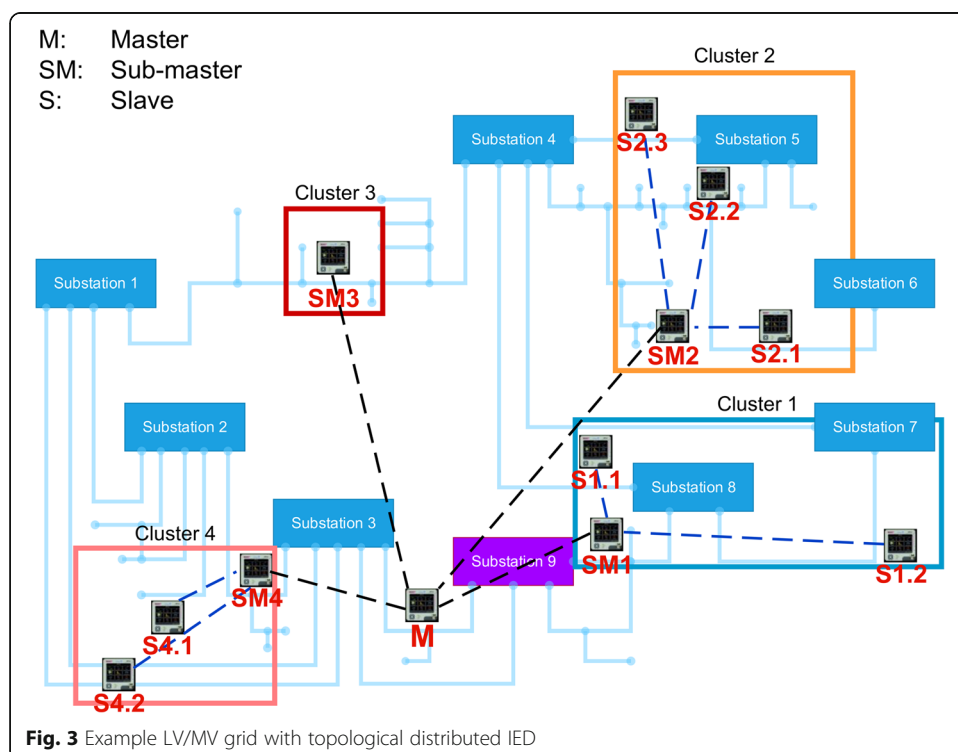 M: Master
SM: Sub-master
S: Slave
Cluster 2
S2.3
Substation 4
Substation 5
S2.2
Cluster 3
Substation 1
SM3
Substation 6
SM2
S2.1
Cluster 1
Substation 2
Substation 7
S1.1
Substation 8
Substation 3
Cluster 4
SM1
Substation 9
S1.2
SM4
M
S4.1
S4.2
Fig. 3 Example LV/MV grid with topological distributed IED